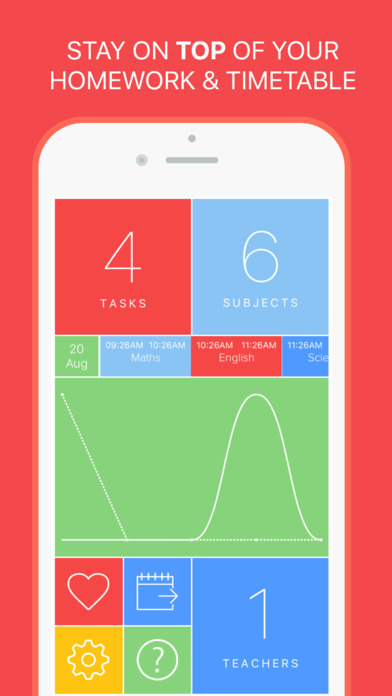 STAY ON TOP OF YOUR
HOMEWORK & TIMETABLE
4
TASKS
6
SUBJECTS
20
Aug
09:26AM 10:26AM
Maths
10:26AM 11:26AM
English
11:26AM
Scie
?
1
TEACHERS